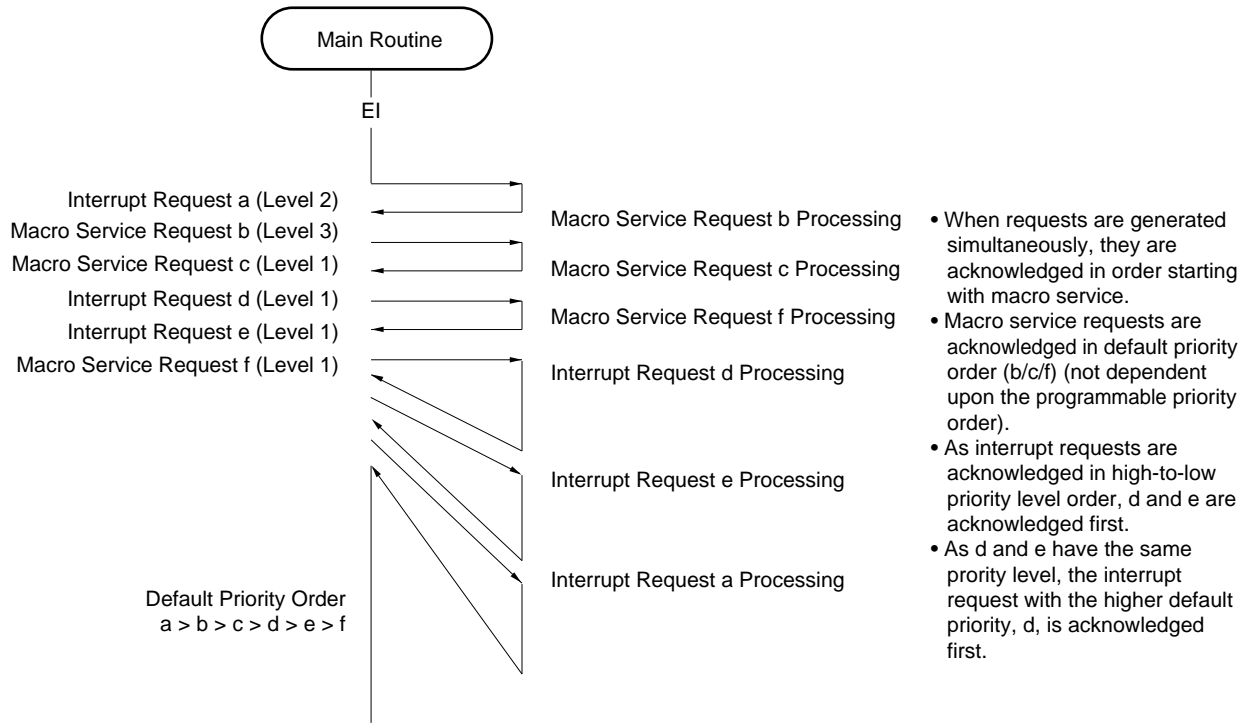 Main Routine
EI
Interrupt Request a (Level 2)
Macro Service Request b (Level 3)
Macro Service Request c (Level 1)
Interrupt Request d (Level 1)
Interrupt Request e (Level 1)
Macro Service Request f (Level 1)
Default Priority Order
a > b > c > d > e > f
Macro Service Request b Processing
Macro Service Request c Processing
Macro Service Request f Processing
Interrupt Request d Processing
Interrupt Request e Processing
Interrupt Request a Processing
• When requests are generated
simultaneously, they are
acknowledged in order starting
with macro service.
• Macro service requests are
acknowledged in default priority
order (b/c/f) (not dependent
upon the programmable priority
order).
• As interrupt requests are
acknowledged in high-to-low
priority level order, d and e are
acknowledged first.
• As d and e have the same
prority level, the interrupt
request with the higher default
priority, d, is acknowledged
first.